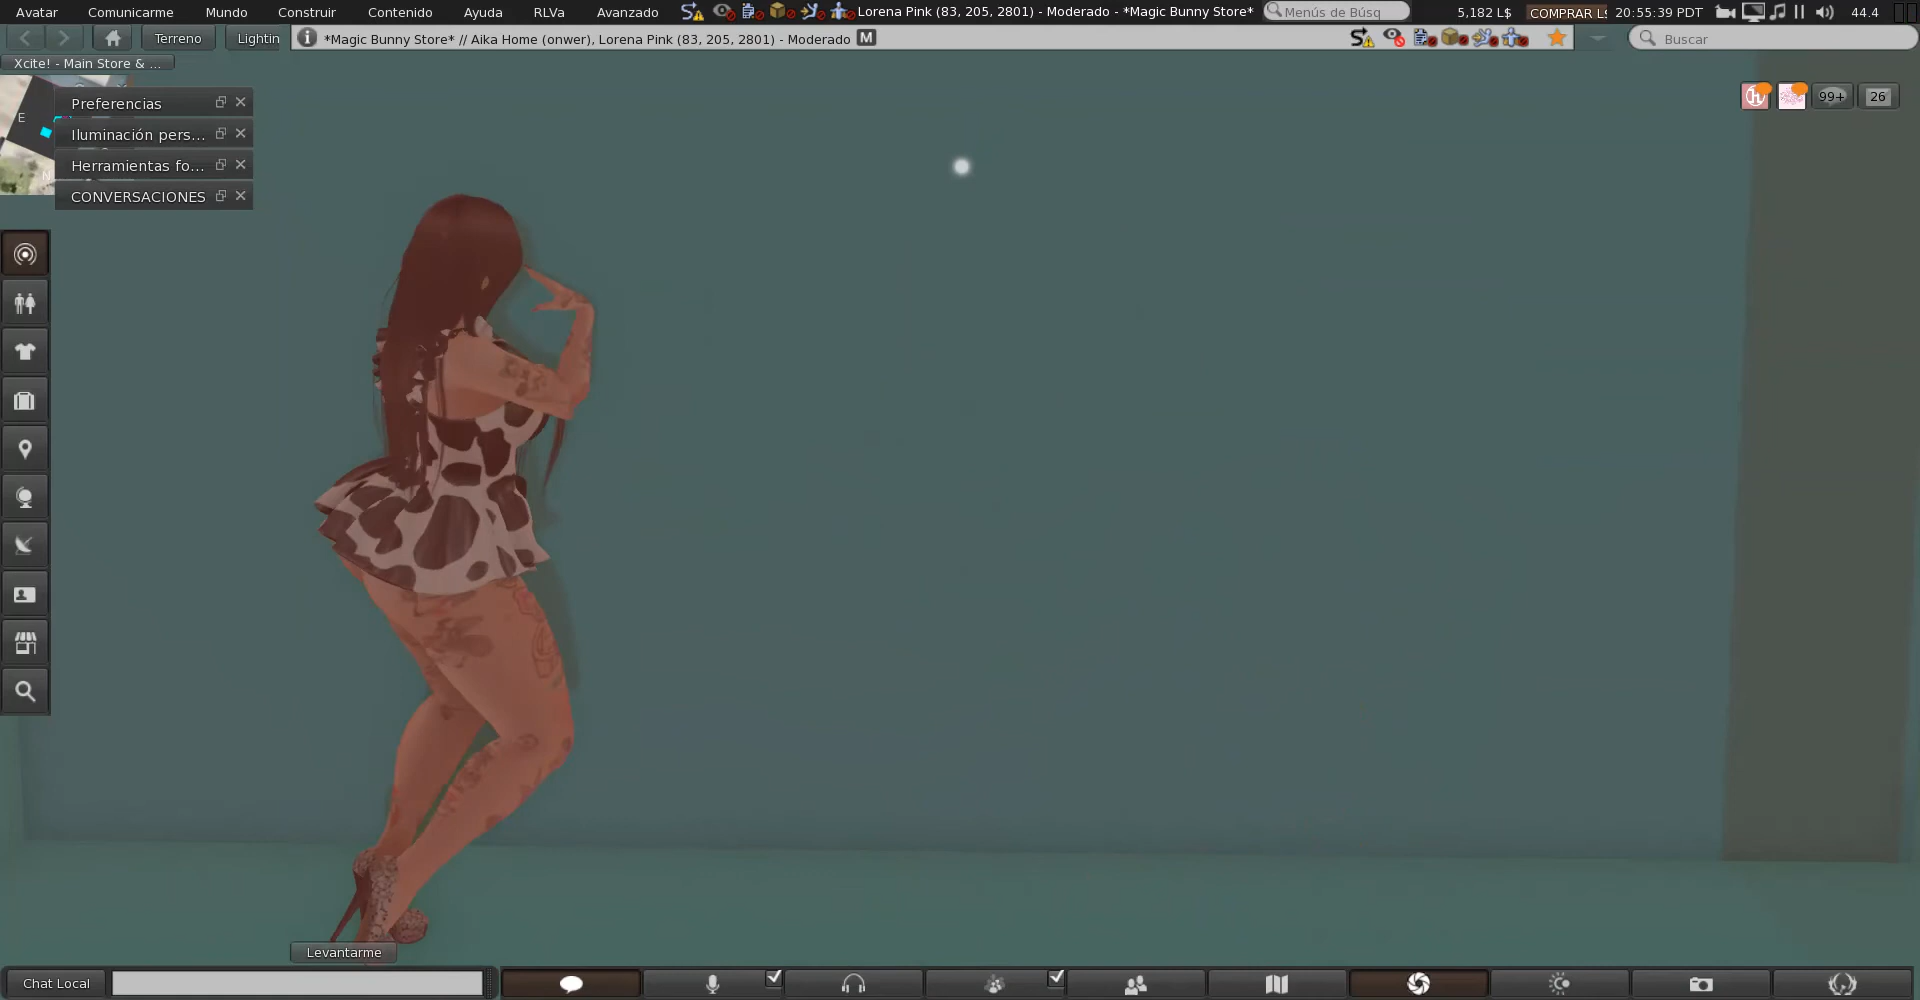 Avatar Comunicarme Mundo Construir Contenido Ayuda RLVa Avanzado Lorena Pink (83, 205, 2801) - Moderado - *Magic Bunny Store* Menús de Búsq 5,182 L$ COMPRAR L$ 20:55:39 PDT 44.4
Terreno Lightin *Magic Bunny Store* // Aika Home (onwer), Lorena Pink (83, 205, 2801) - Moderado M Buscar
Xcite! - Main Store & ...
Preferencias
99+ 26
E
Iluminación pers...
Herramientas fo...
N
CONVERSACIONES
Levantarme
Chat Local